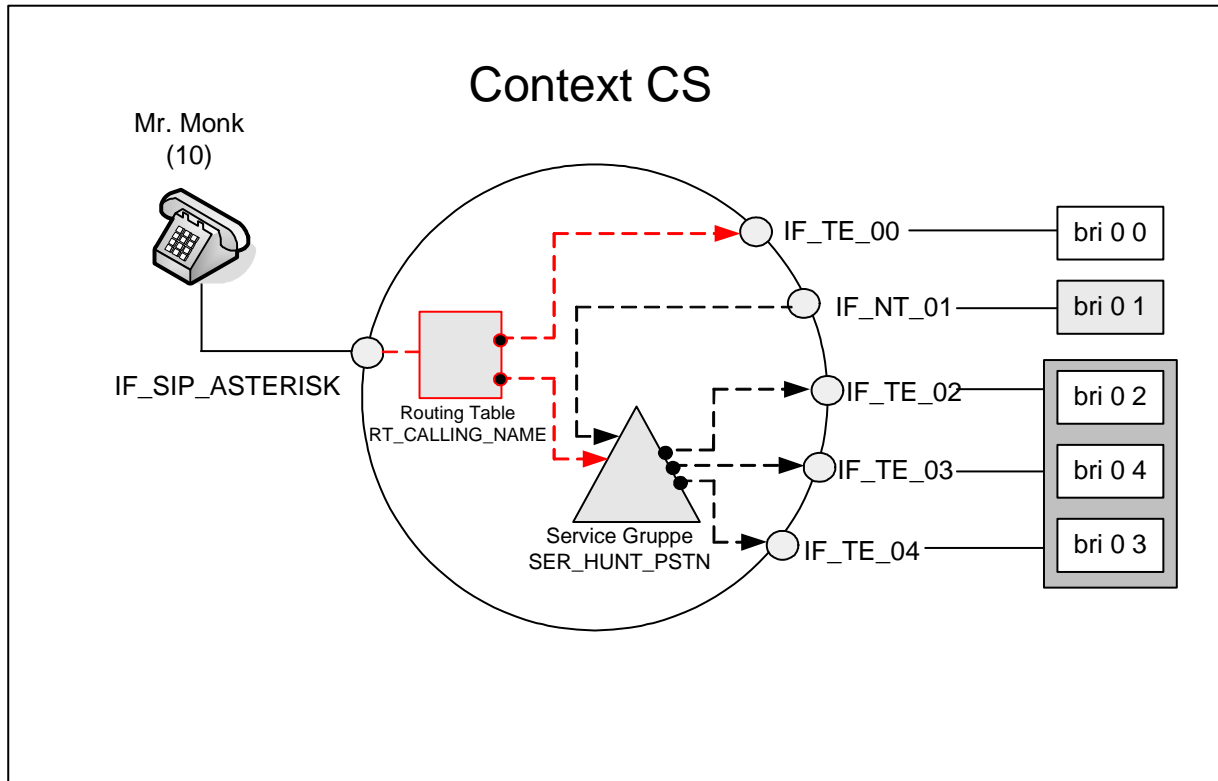 Context CS
Mr. Monk
(10)
IF_SIP_ASTERISK
Routing Table
RT_CALLING_NAME
Service Gruppe
SER_HUNT_PSTN
IF_TE_00
bri 0 0
IF_NT_01
bri 0 1
IF_TE_02
bri 0 2
IF_TE_03
bri 0 4
IF_TE_04
bri 0 3